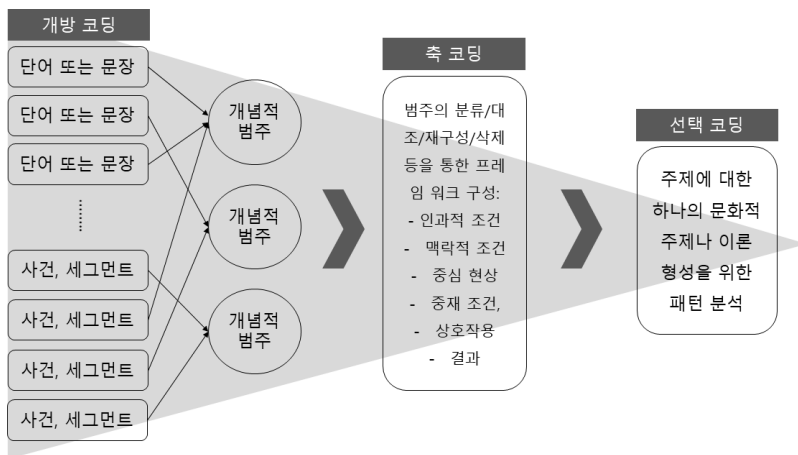 개방 코딩
단어 또는 문장
단어 또는 문장
단어 또는 문장
........
사건, 세그먼트
사건, 세그먼트
사건, 세그먼트
사건, 세그먼트
개념적
범주
개념적
범주
개념적
범주
축 코딩
범주의 분류/대
조/재구성/삭제
등을 통한 프레
임 워크 구성:
- 인과적 조건
- 맥락적 조건
- 중심 현상
- 중재 조건,
- 상호작용
- 결과
선택 코딩
주제에 대한
하나의 문화적
주제나 이론
형성을 위한
패턴 분석